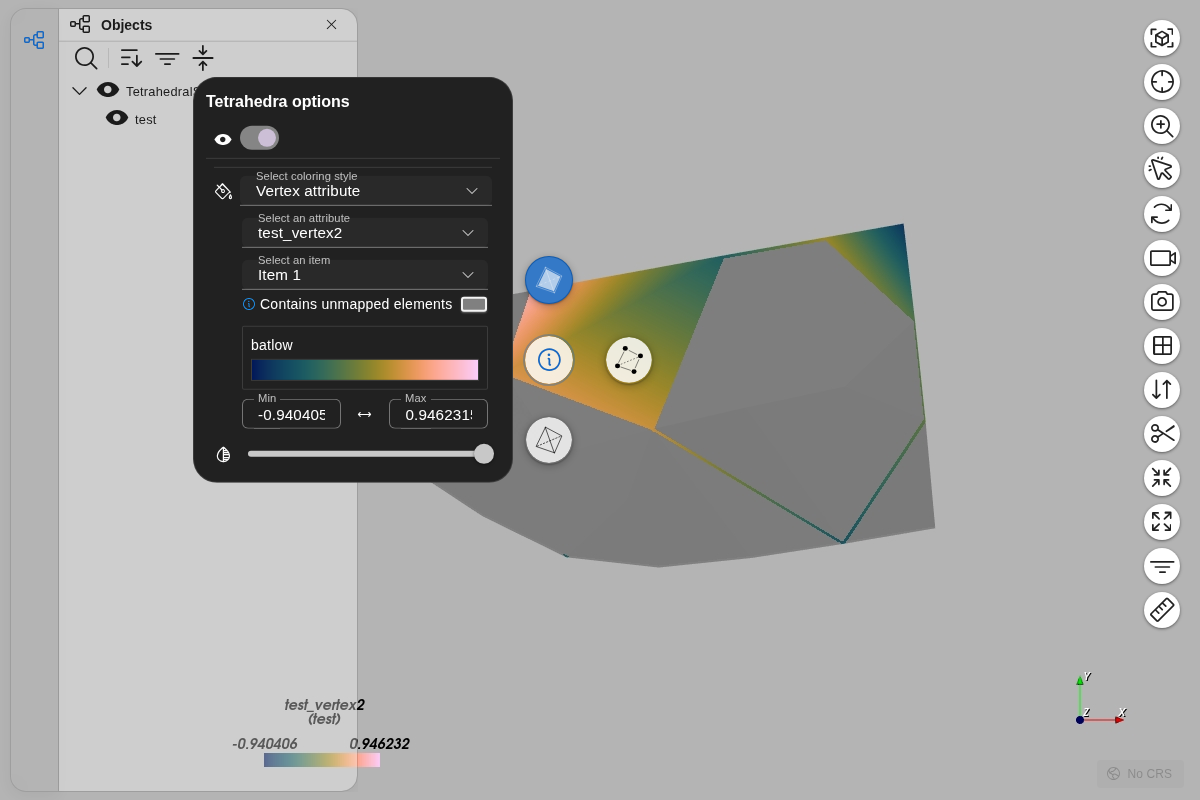 Objects
Tetrahedral
test
Tetrahedra options
Select coloring style
Vertex attribute
Select an attribute
test_vertex2
Select an item
Item 1
Contains unmapped elements
batlow
Min
-0.940405
Max
0.946231
test_vertex2
(test)
-0.940406
0.946232
Y
Z
X
No CRS